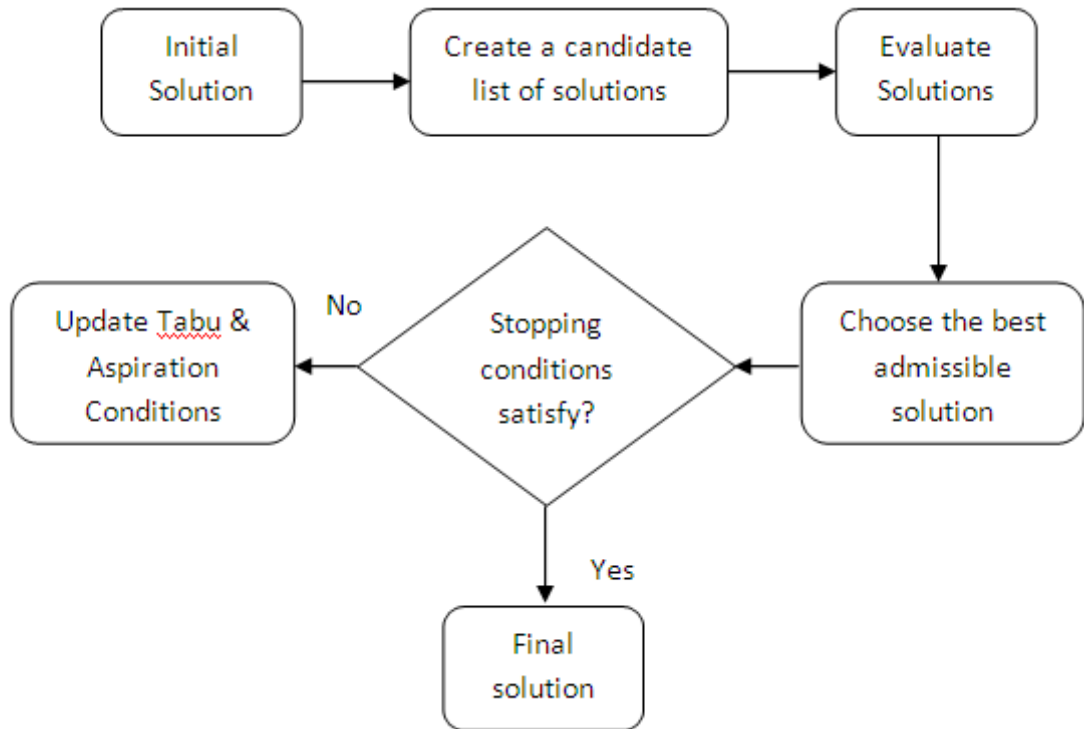 Initial
Solution
Create a candidate
list of solutions
Evaluate
Solutions
Choose the best
admissible
solution
Stopping
conditions
satisfy?
No
Update Tabu &
Aspiration
Conditions
Yes
Final
solution